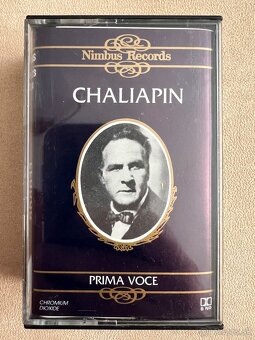 Nimbus Records
CHALIAPIN
PRIMA VOCE
CHROMIUM
DIOXIDE